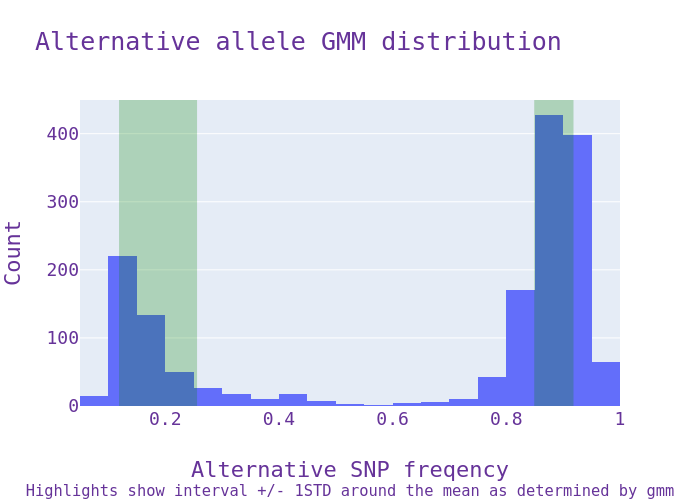 Alternative allele GMM distribution
400
300
200
100
0
Count
0.2
0.4
0.6
0.8
1
Alternative SNP freqency
Highlights show interval +/- 1STD around the mean as determined by gmm